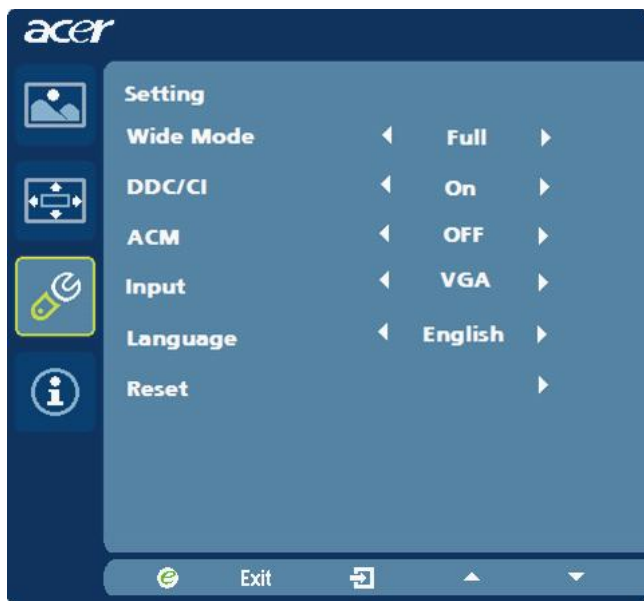 acer
Setting
Wide Mode Full
DDC/CI On
ACM OFF
Input VGA
Language English
Reset
e Exit